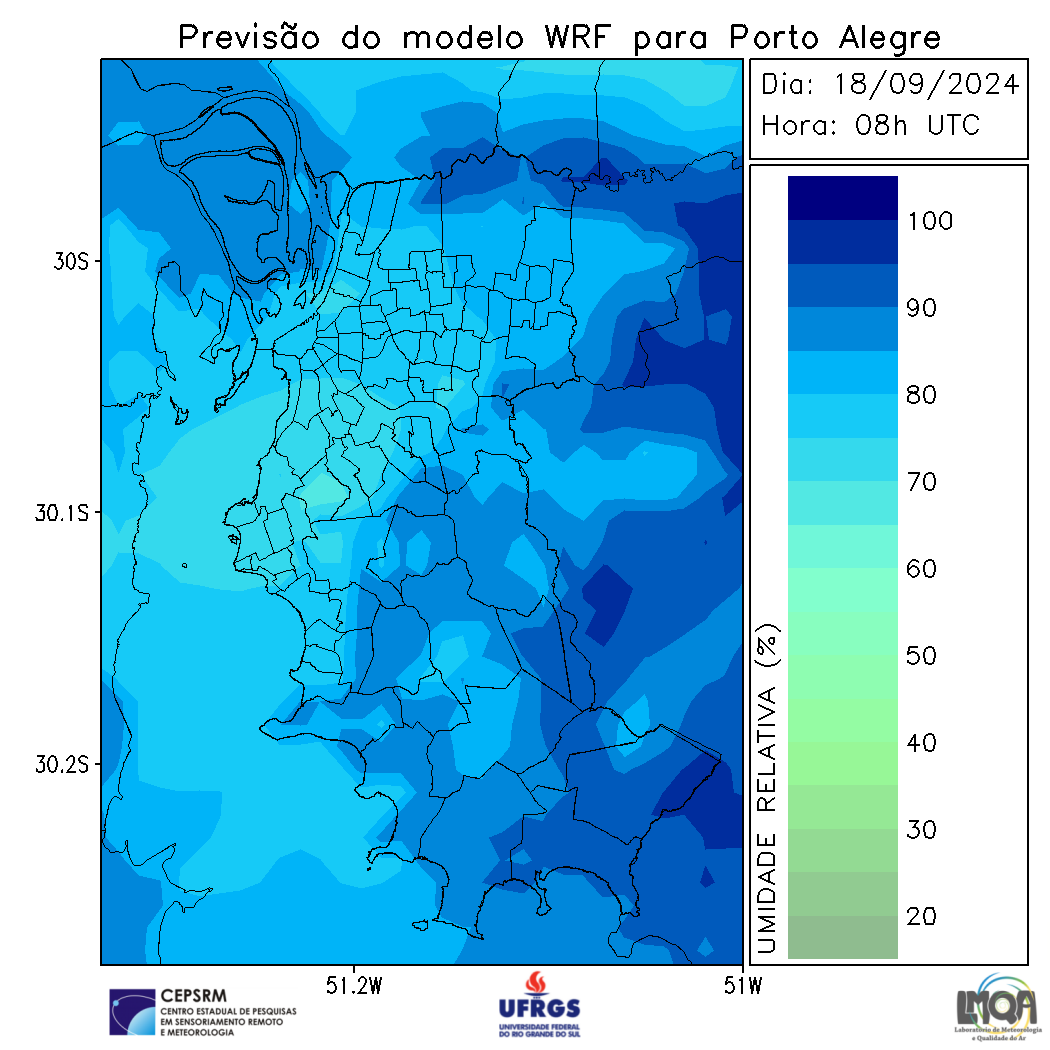 Previsão do modelo WRF para Porto Alegre
Dia: 18/09/2024
Hora: 08h UTC
100
90
80
70
60
50
40
30
20
UMIDADE RELATIVA (%)
30S
30.1S
30.2S
51.2W
51W
CEPSRM
CENTRO ESTADUAL DE PESQUISAS
EM SENSORIAMENTO REMOTO
E METEOROLOGIA
UFRGS
UNIVERSIDADE FEDERAL
DO RIO GRANDE DO SUL
LMQA
Laboratório de Meteorologia
e Qualidade do Ar